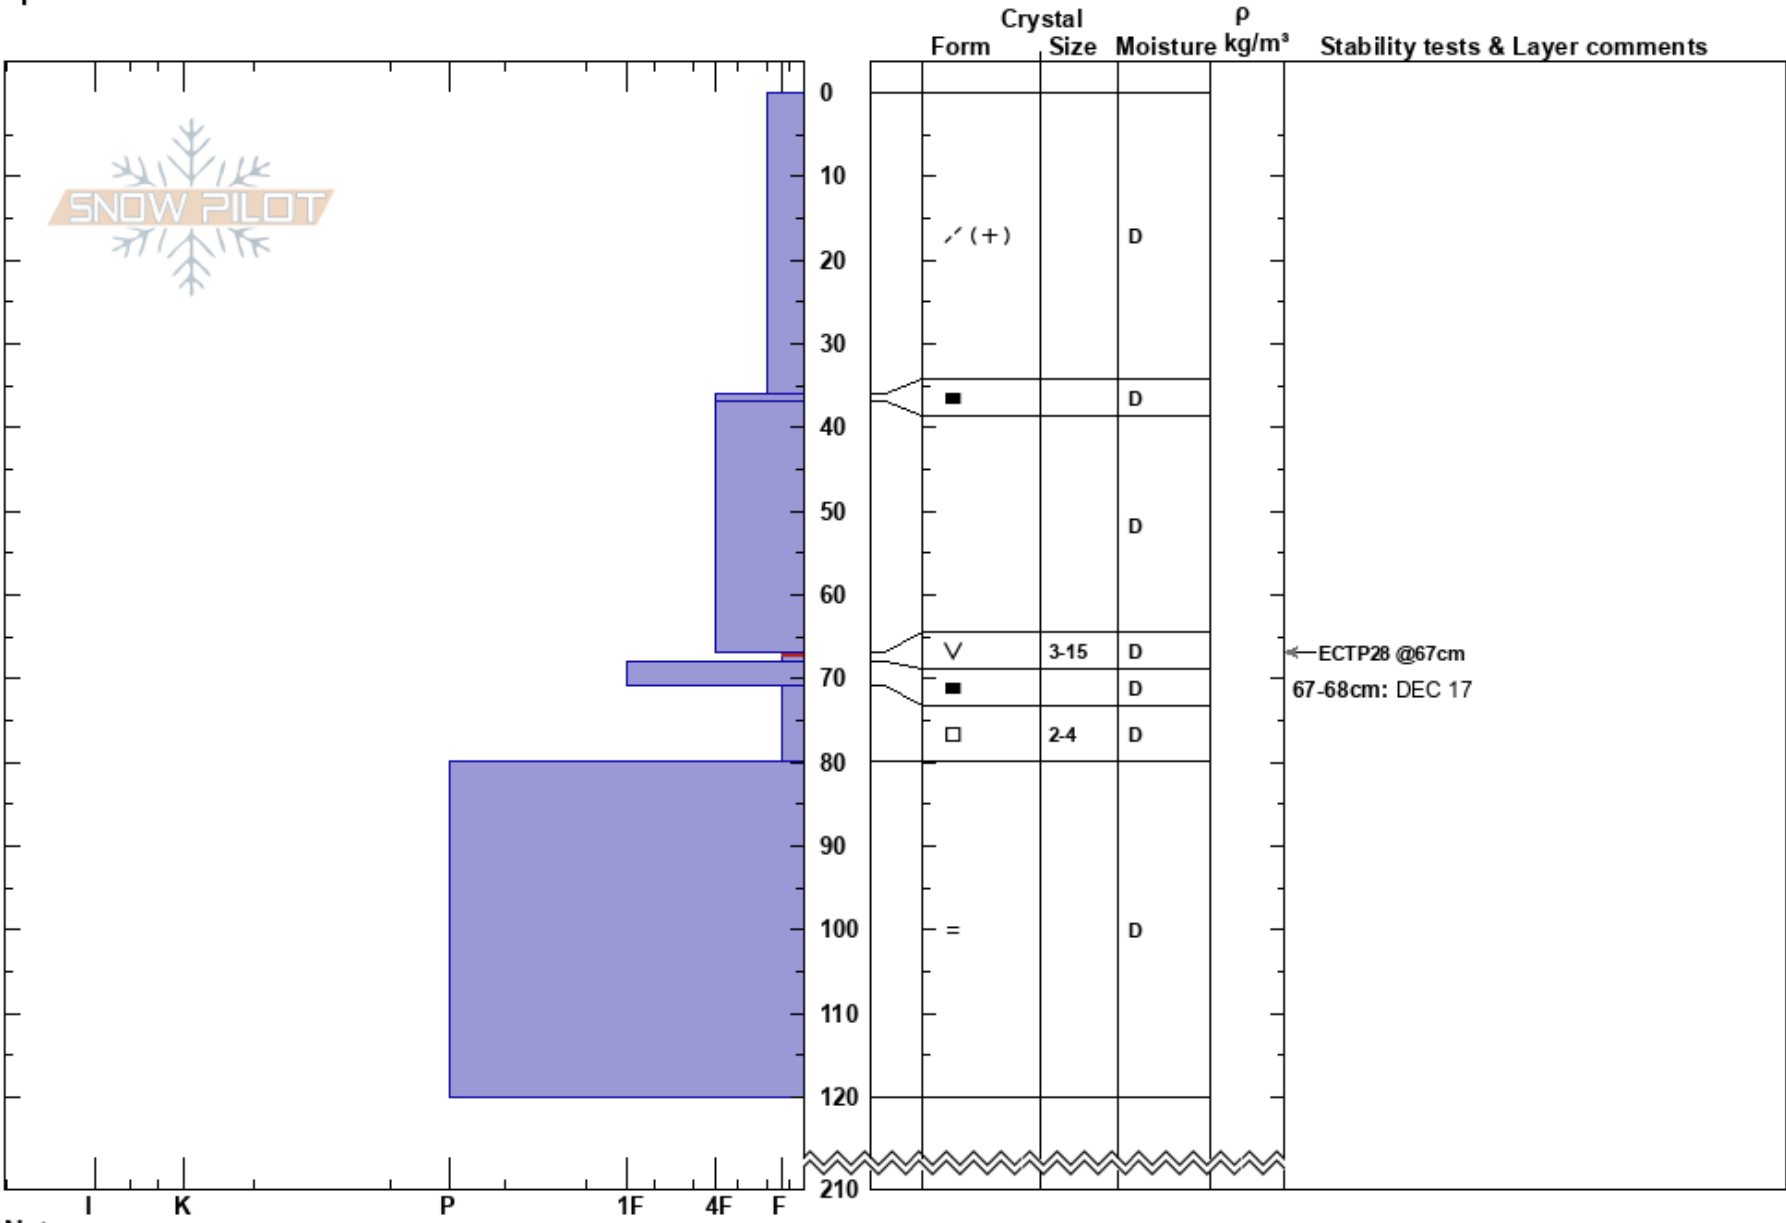 Crystal ρ
Form Size Moisture kg/m³ Stability tests & Layer comments
0
10
SNOW PILOT
/ (+) D
20
30
■ D
40
50
D
60
V 3-15 D ECTP28 @67cm
70
■ D 67-68cm: DEC 17
□ 2-4 D
80
90
100
= D
110
120
210
I K P 1F 4F F